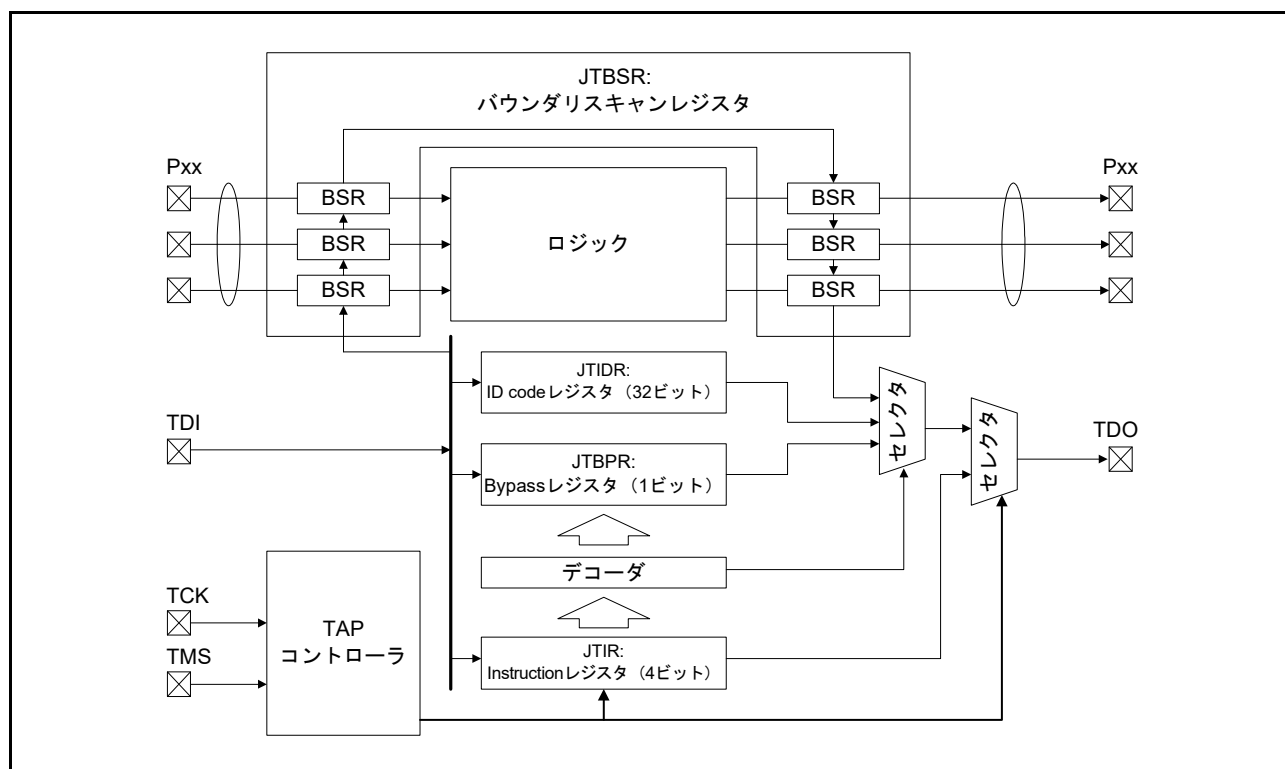 JTBSR:
バウンダリスキャンレジスタ
Pxx
Pxx
BSR
BSR
BSR
ロジック
BSR
BSR
BSR
JTIDR:
ID codeレジスタ（32ビット）
セレクタ
セレクタ
TDI
TDO
JTBPR:
Bypassレジスタ（1ビット）
デコーダ
TCK
TMS
TAP
コントローラ
JTIR:
Instructionレジスタ（4ビット）